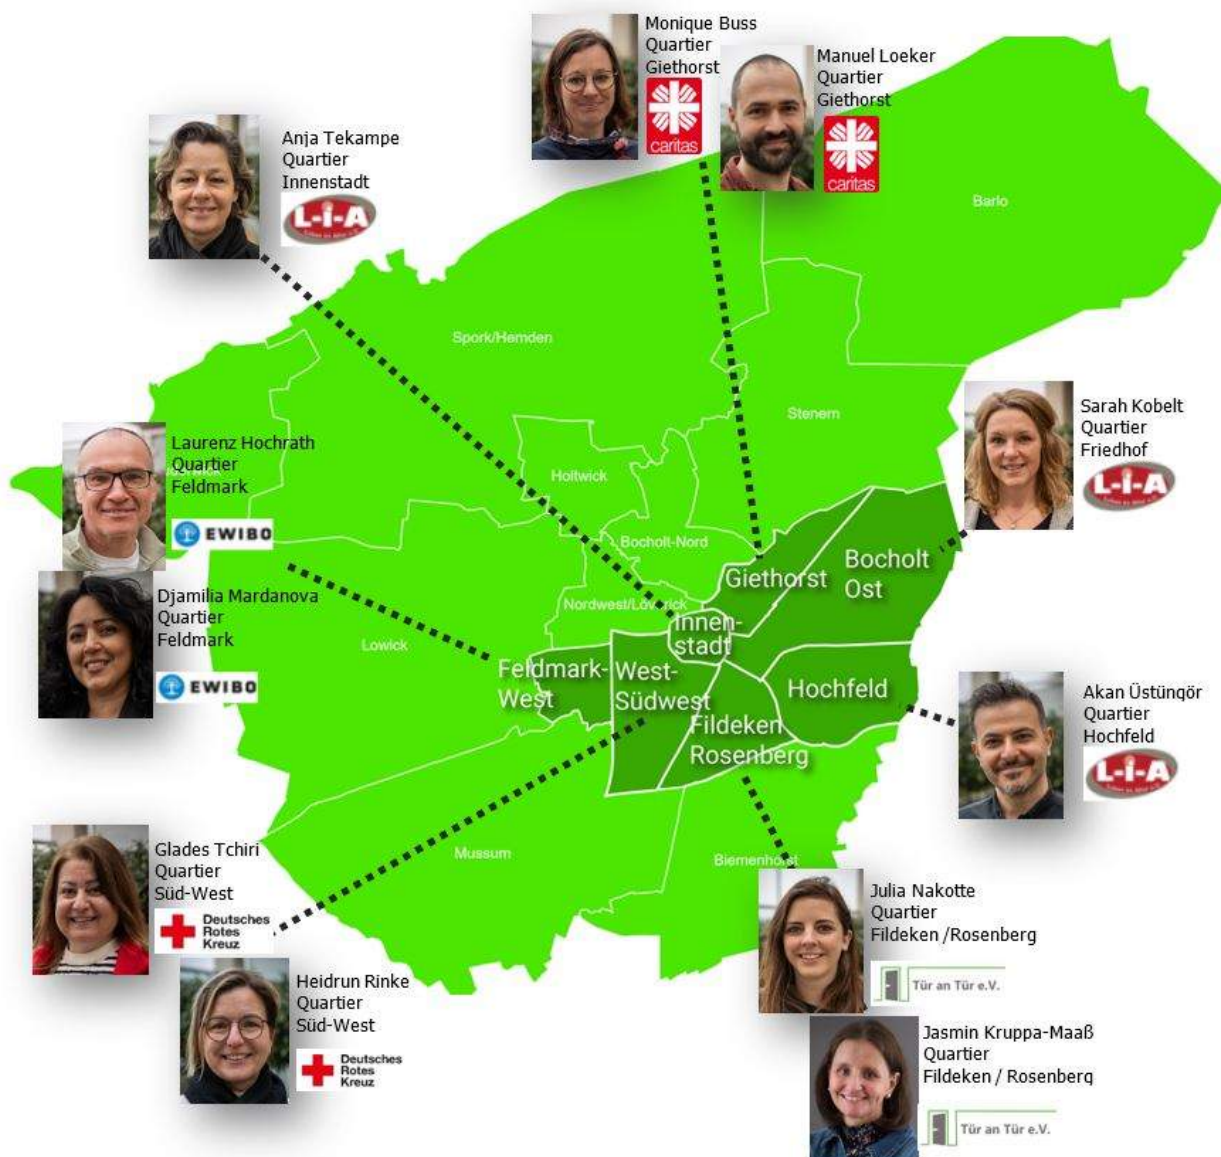 Monique Buss
Quartier
Giethorst
caritas
Manuel Loeker
Quartier
Giethorst
caritas
Anja Tekampe
Quartier
Innenstadt
L-i-A
Barlo
Spork/Hemden
Stenern
Sarah Kobelt
Quartier
Friedhof
L-i-A
Laurenz Hochrath
Quartier
Feldmark
EWIBO
Holtwick
Bocholt-Nord
Bocholt
Ost
Giethorst
Djamilia Mardanova
Quartier
Feldmark
EWIBO
Nordwest/Löverick
Innen-
stadt
Lowick
Feldmark-
West
West-
Südwest
Hochfeld
Fildeken
Rosenberg
Akan Üstüngör
Quartier
Hochfeld
L-i-A
Glades Tchiri
Quartier
Süd-West
Deutsches
Rotes
Kreuz
Mussum
Biemenhorst
Julia Nakotte
Quartier
Fildeken /Rosenberg
Tür an Tür e.V.
Heidrun Rinke
Quartier
Süd-West
Deutsches
Rotes
Kreuz
Jasmin Kruppa-Maaß
Quartier
Fildeken / Rosenberg
Tür an Tür e.V.